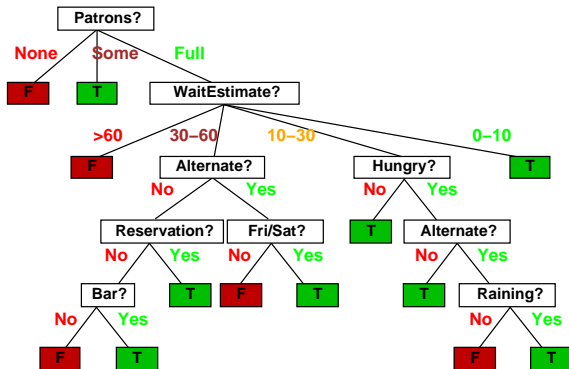 Patrons?
None Some Full
F T WaitEstimate?
>60 30–60 10–30 0–10
F Alternate? Hungry? T
No Yes No Yes
Reservation? Fri/Sat? T Alternate?
No Yes No Yes No Yes
Bar? T F T T Raining?
No Yes No Yes
F T F T